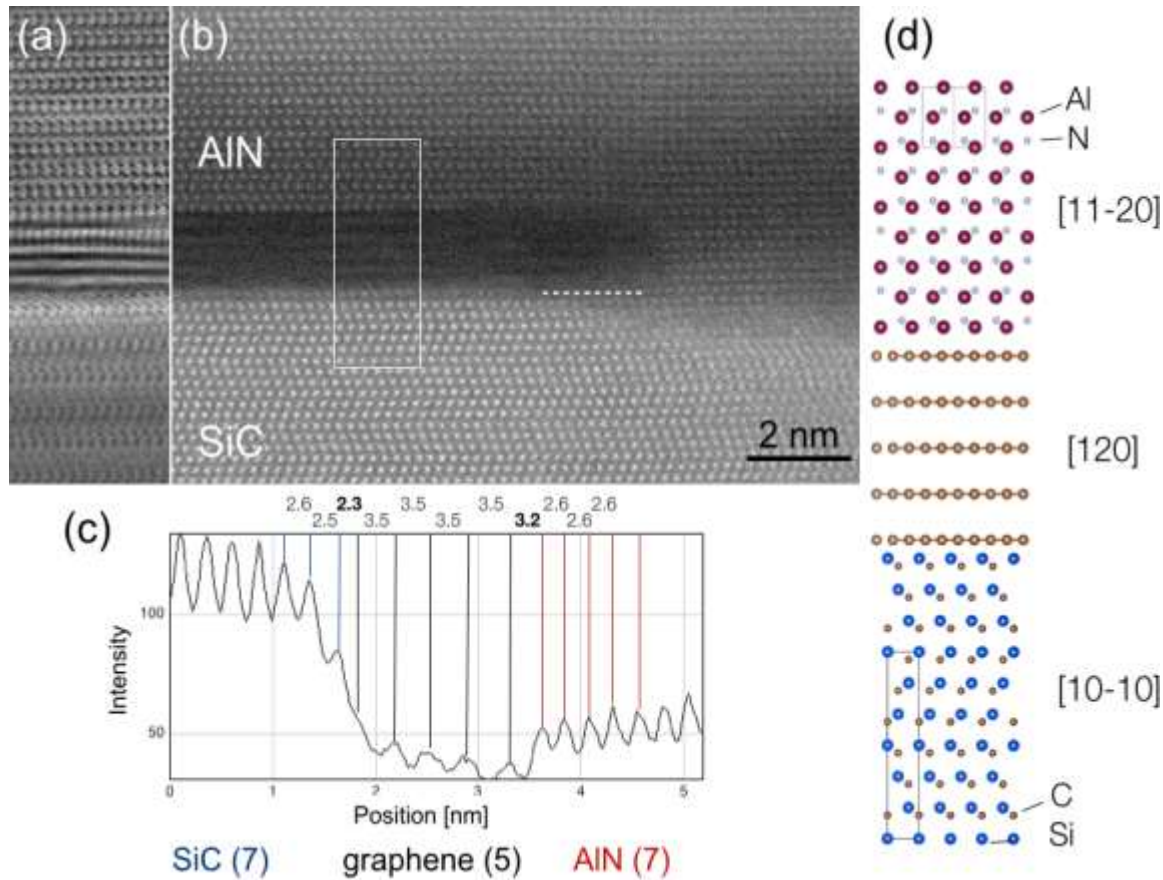 (a)
(b)
(d)
AlN
SiC
2 nm
Al
N
[11-20]
[120]
[10-10]
C
Si
(c)
2.6 2.3 3.5 3.5 2.6 2.6
2.5 3.5 3.5 3.2 2.6
100
50
Intensity
0 1 2 3 4 5
Position [nm]
SiC (7) graphene (5) AlN (7)